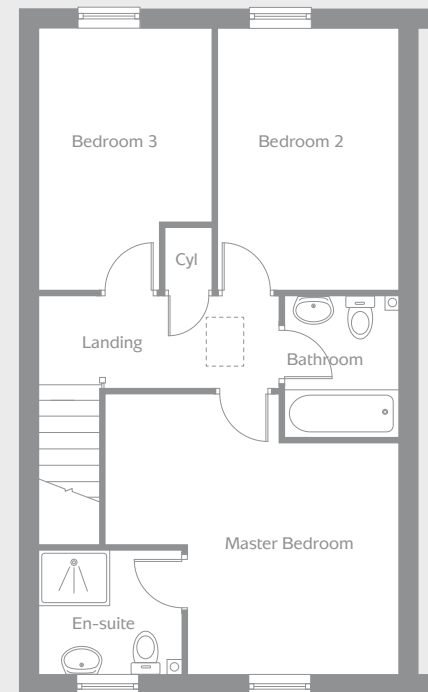 Bedroom 3
Bedroom 2
Cyl
Landing
Bathroom
Master Bedroom
En-suite